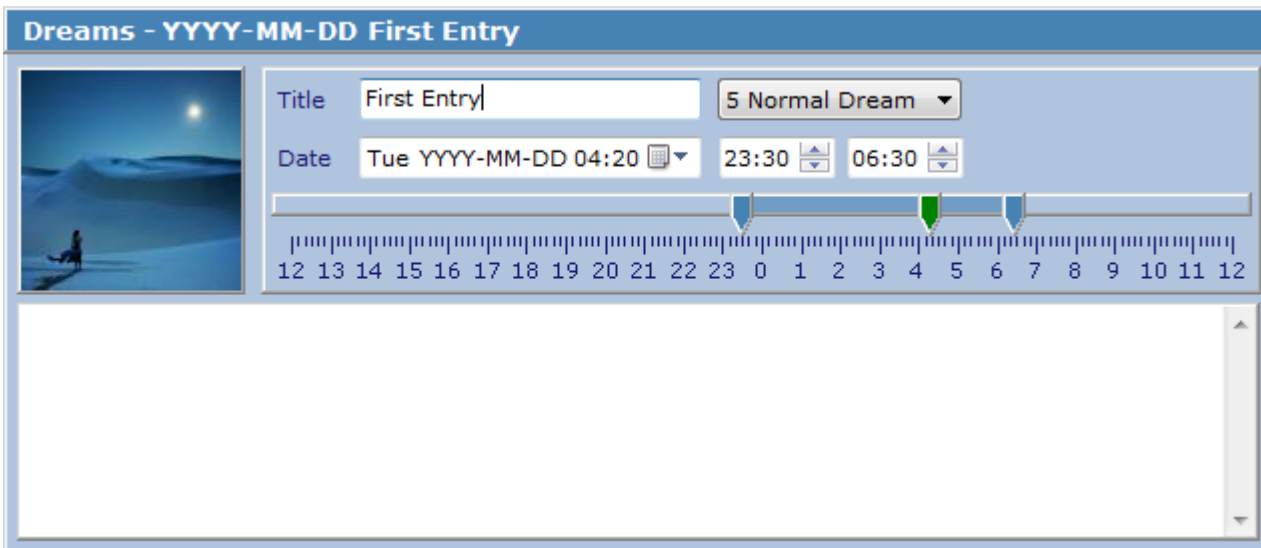 Dreams - YYYY-MM-DD First Entry
Title First Entry 5 Normal Dream
Date Tue YYYY-MM-DD 04:20 23:30 06:30
12 13 14 15 16 17 18 19 20 21 22 23 0 1 2 3 4 5 6 7 8 9 10 11 12